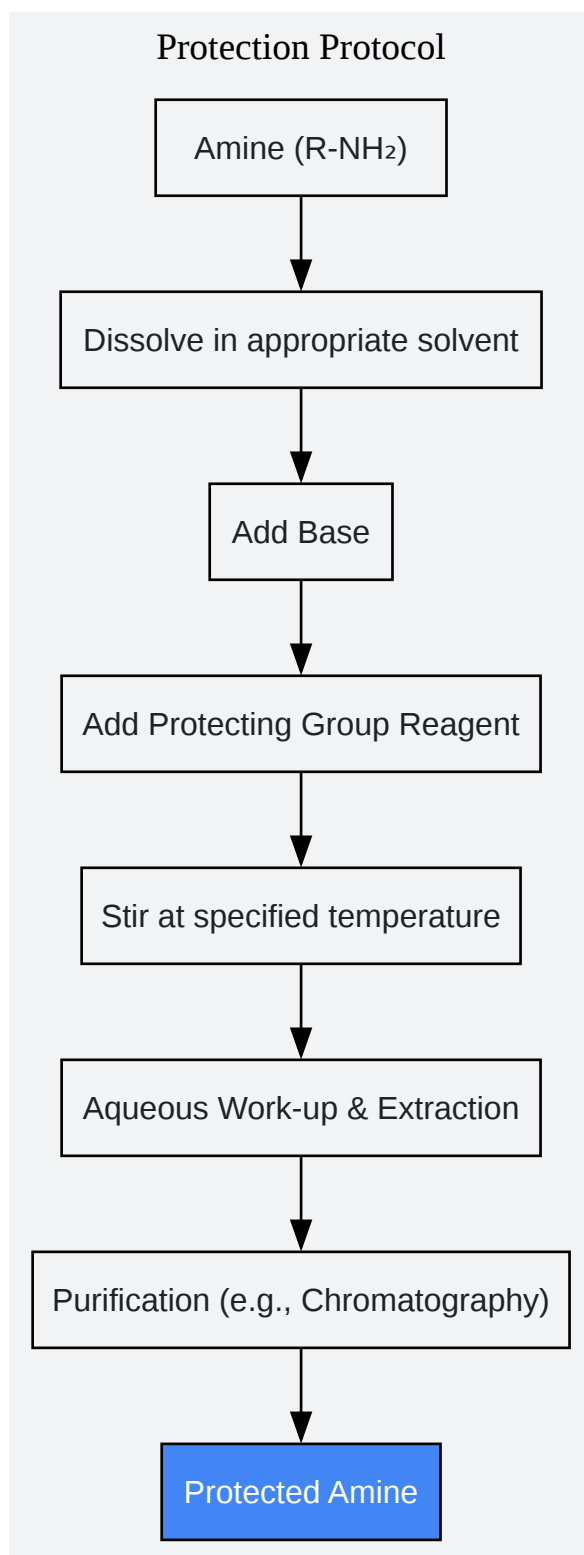 Protection Protocol
Amine (R-NH₂)
Dissolve in appropriate solvent
Add Base
Add Protecting Group Reagent
Stir at specified temperature
Aqueous Work-up & Extraction
Purification (e.g., Chromatography)
Protected Amine